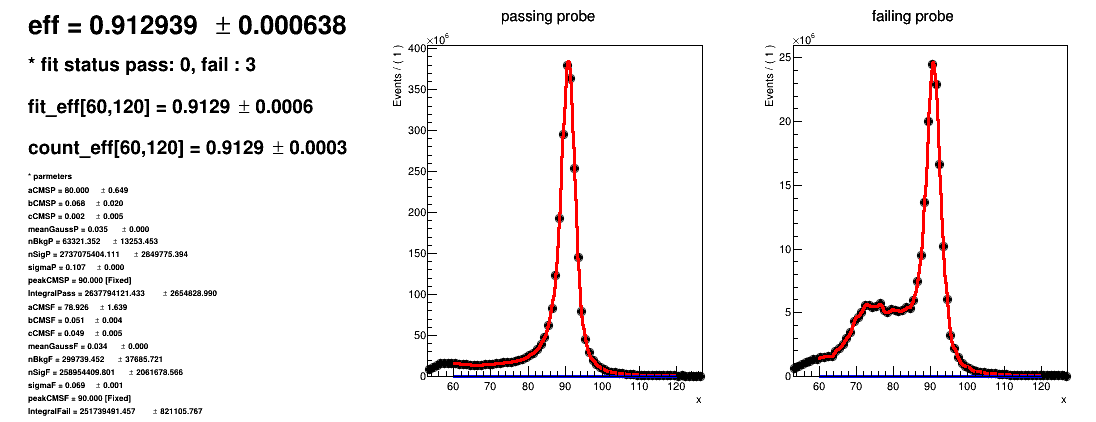 eff = 0.912939 ± 0.000638
* fit status pass: 0, fail : 3
fit_eff[60,120] = 0.9129 ± 0.0006
count_eff[60,120] = 0.9129 ± 0.0003
* parmeters
aCMSP = 80.000 ± 0.649
bCMSP = 0.068 ± 0.020
cCMSP = 0.002 ± 0.005
meanGaussP = 0.035 ± 0.000
nBkgP = 63321.352 ± 13253.453
nSigP = 2737075404.111 ± 2849775.394
sigmaP = 0.107 ± 0.000
peakCMSP = 90.000 [Fixed]
IntegralPass = 2637794121.433 ± 2654828.990
aCMSF = 78.926 ± 1.639
bCMSF = 0.051 ± 0.004
cCMSF = 0.049 ± 0.005
meanGaussF = 0.034 ± 0.000
nBkgF = 299739.452 ± 37685.721
nSigF = 258954409.801 ± 2061678.566
sigmaF = 0.069 ± 0.001
peakCMSF = 90.000 [Fixed]
IntegralFail = 251739491.457 ± 821105.767
passing probe
×10⁶
Events / ( 1 )
400
350
300
250
200
150
100
50
0
60 70 80 90 100 110 120
x
failing probe
×10⁶
Events / ( 1 )
25
20
15
10
5
0
60 70 80 90 100 110 120
x